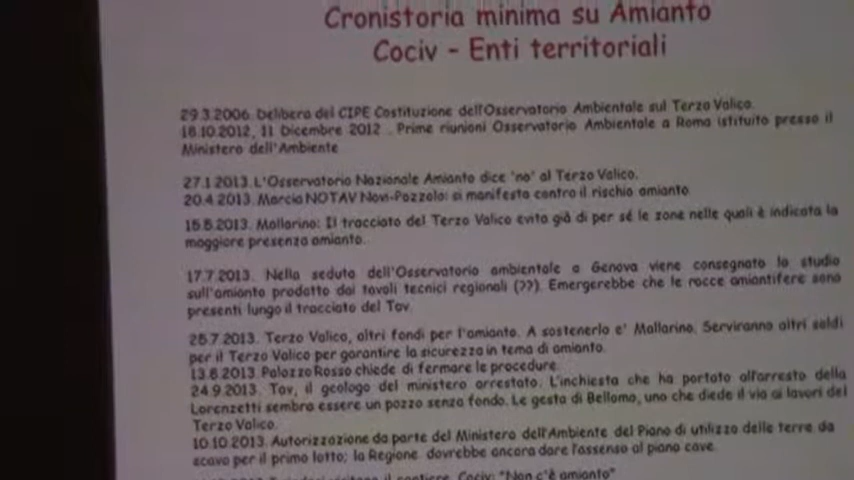 Cronistoria minima su Amianto
Cociv - Enti territoriali
29.3.2006. Delibera del CIPE Costituzione dell'Osservatorio Ambientale sul Terzo Valico.
18.10.2012, 11 Dicembre 2012 . Prime riunioni Osservatorio Ambientale a Roma istituito presso il
Ministero dell'Ambiente
27.1.2013. L'Osservatorio Nazionale Amianto dice 'no' al Terzo Valico.
20.4.2013. Marcia NOTAV Novi-Pozzolo: si manifesta contro il rischio amianto
15.5.2013. Mallarino: Il tracciato del Terzo Valico evita già di per sé le zone nelle quali è indicata la
maggiore presenza amianto.
17.7.2013. Nella seduta dell'Osservatorio ambientale a Genova viene consegnato lo studio
sull'amianto prodotto dai tavoli tecnici regionali (??). Emergerebbe che le rocce amiantifere sono
presenti lungo il tracciato del Tav.
25.7.2013. Terzo Valico, altri fondi per l'amianto. A sostenerlo e' Mallarino. Serviranno altri soldi
per il Terzo Valico per garantire la sicurezza in tema di amianto.
13.8.2013. Palazzo Rosso chiede di fermare le procedure.
24.9.2013. Tav, il geologo del ministero arrestato. L'inchiesta che ha portato all'arresto della
Lorenzetti sembra essere un pozzo senza fondo. Le gesta di Bellomo, uno che diede il via ai lavori del
Terzo Valico.
10.10.2013. Autorizzazione da parte del Ministero dell'Ambiente del Piano di utilizzo delle terre da
scavo per il primo lotto; la Regione dovrebbe ancora dare l'assenso al piano cave.
il cantiere. Cociv: "Non c'è amianto"